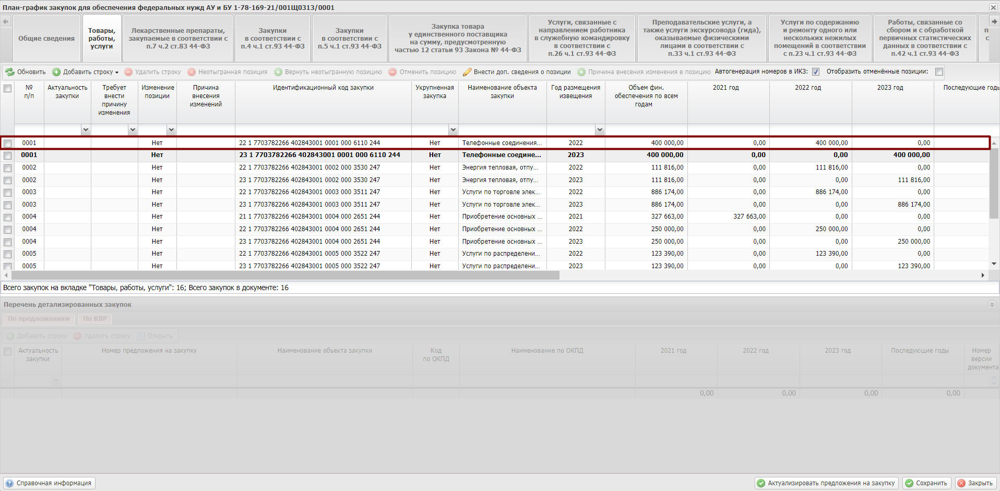 План-график закупок для обеспечения федеральных нужд АУ и БУ 1-78-169-21/001Щ0313/0001
Общие сведения
Товары,
работы,
услуги
Лекарственные препараты,
закупаемые в соответствии с
п.7 ч.2 ст.83 44-ФЗ
Закупки
в соответствии с
п.4 ч.1 ст.93 44-ФЗ
Закупки
в соответствии с
п.5 ч.1 ст.93 44-ФЗ
Закупка товара
у единственного поставщика
на сумму, предусмотренную
частью 12 статьи 93 Закона № 44-ФЗ
Услуги, связанные с
направлением работника
в служебную командировку
в соответствии с
п.26 ч.1 ст.93 44-ФЗ
Преподавательские услуги, а
также услуги экскурсовода (гида),
оказываемые физическими
лицами в соответствии с
п.33 ч.1 ст.93 44-ФЗ
Услуги по содержанию
и ремонту одного или
нескольких нежилых
помещений в соответствии
с п.23 ч.1 ст.93 44-ФЗ
Работы, связанные со
сбором и с обработкой
первичных статистических
данных в соответствии с
п.42 ч.1 ст.93 44-ФЗ
Обновить Добавить строку Удалить строку Неотыгранная позиция Вернуть неотыгранную позицию Отменить позицию Внести доп. сведения о позиции Причина внесения изменения в позицию Автогенерация номеров в ИКЗ: Отобразить отменённые позиции:
№
п/п
Актуальность
закупки
Требует
внести
причину
изменения
Изменение
позиции
Причина
внесения
изменений
Идентификационный код закупки
Укрупненная
закупка
Наименование объекта
закупки
Год размещения
извещения
Объем фин.
обеспечения по всем
годам
2021 год
2022 год
2023 год
Последующие годы
0001 Нет 22 1 7703782266 402843001 0001 000 6110 244 Нет Телефонные соединения... 2022 400 000,00 0,00 400 000,00 0,00
0001 Нет 23 1 7703782266 402843001 0001 000 6110 244 Нет Телефонные соедине... 2023 400 000,00 0,00 0,00 400 000,00
0002 Нет 22 1 7703782266 402843001 0002 000 3530 247 Нет Энергия тепловая, отпу... 2022 111 816,00 0,00 111 816,00 0,00
0002 Нет 23 1 7703782266 402843001 0002 000 3530 247 Нет Энергия тепловая, отпу... 2023 111 816,00 0,00 0,00 111 816,00
0003 Нет 22 1 7703782266 402843001 0003 000 3511 247 Нет Услуги по торговле элек... 2022 886 174,00 0,00 886 174,00 0,00
0003 Нет 23 1 7703782266 402843001 0003 000 3511 247 Нет Услуги по торговле элек... 2023 886 174,00 0,00 0,00 886 174,00
0004 Нет 21 1 7703782266 402843001 0004 000 2651 244 Нет Приобретение основных ... 2021 327 663,00 327 663,00 0,00 0,00
0004 Нет 22 1 7703782266 402843001 0004 000 2651 244 Нет Приобретение основных ... 2022 250 000,00 0,00 250 000,00 0,00
0004 Нет 23 1 7703782266 402843001 0004 000 2651 244 Нет Приобретение основных ... 2023 250 000,00 0,00 0,00 250 000,00
0005 Нет 22 1 7703782266 402843001 0005 000 3522 247 Нет Услуги по распределени... 2022 123 390,00 0,00 123 390,00 0,00
0005 Нет 23 1 7703782266 402843001 0005 000 3522 247 Нет Услуги по распределени... 2023 123 390,00 0,00 0,00 123 390,00
Всего закупок на вкладке "Товары, работы, услуги": 16; Всего закупок в документе: 16
Перечень детализированных закупок
По предложениям По КВР
Добавить строку Удалить строку Открыть
Актуальность
закупки
Номер предложения на закупку
Наименование объекта закупки
Код
по ОКПД
Наименование по ОКПД
2021 год
2022 год
2023 год
Последующие годы
Номер
версии
документа
0,00 0,00 0,00 0,00
Справочная информация Актуализировать предложения на закупку Сохранить Закрыть